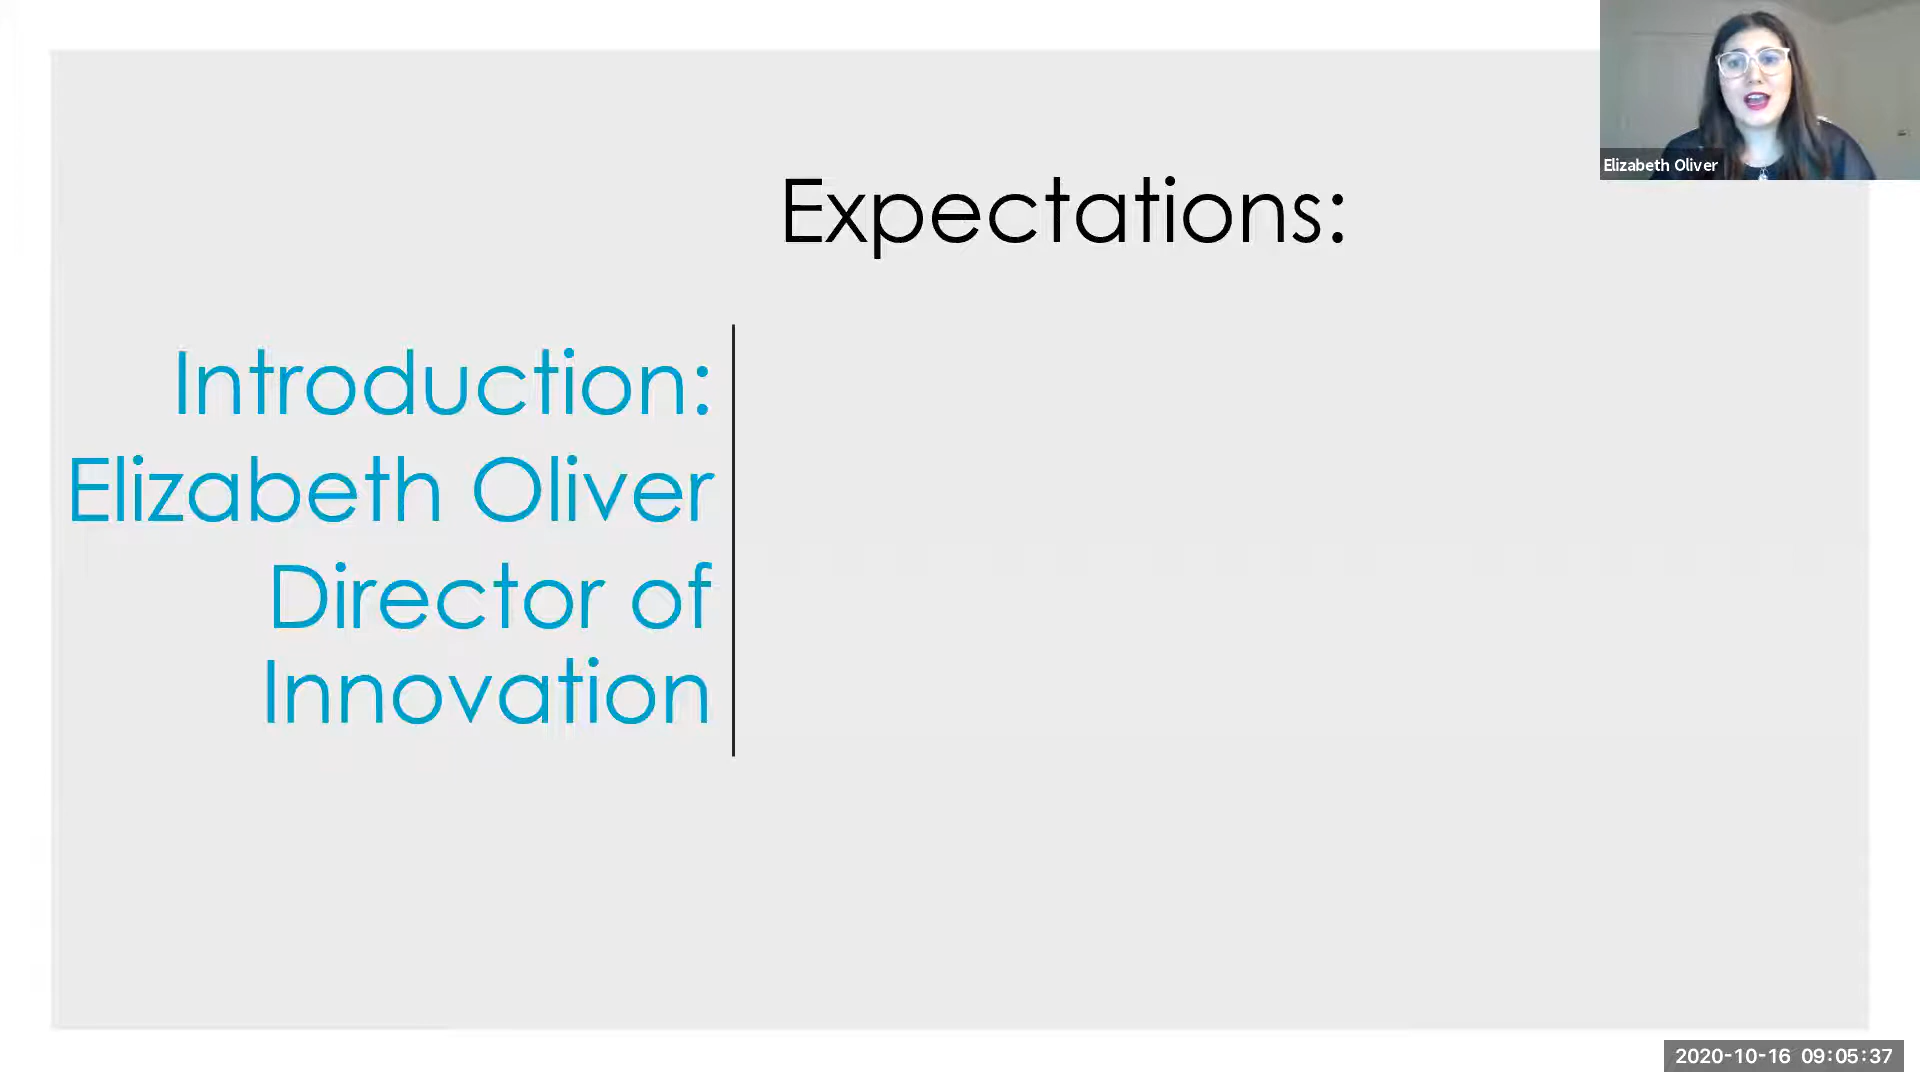 Elizabeth Oliver
Expectations:
Introduction:
Elizabeth Oliver
Director of
Innovation
2020-10-16 09:05:37